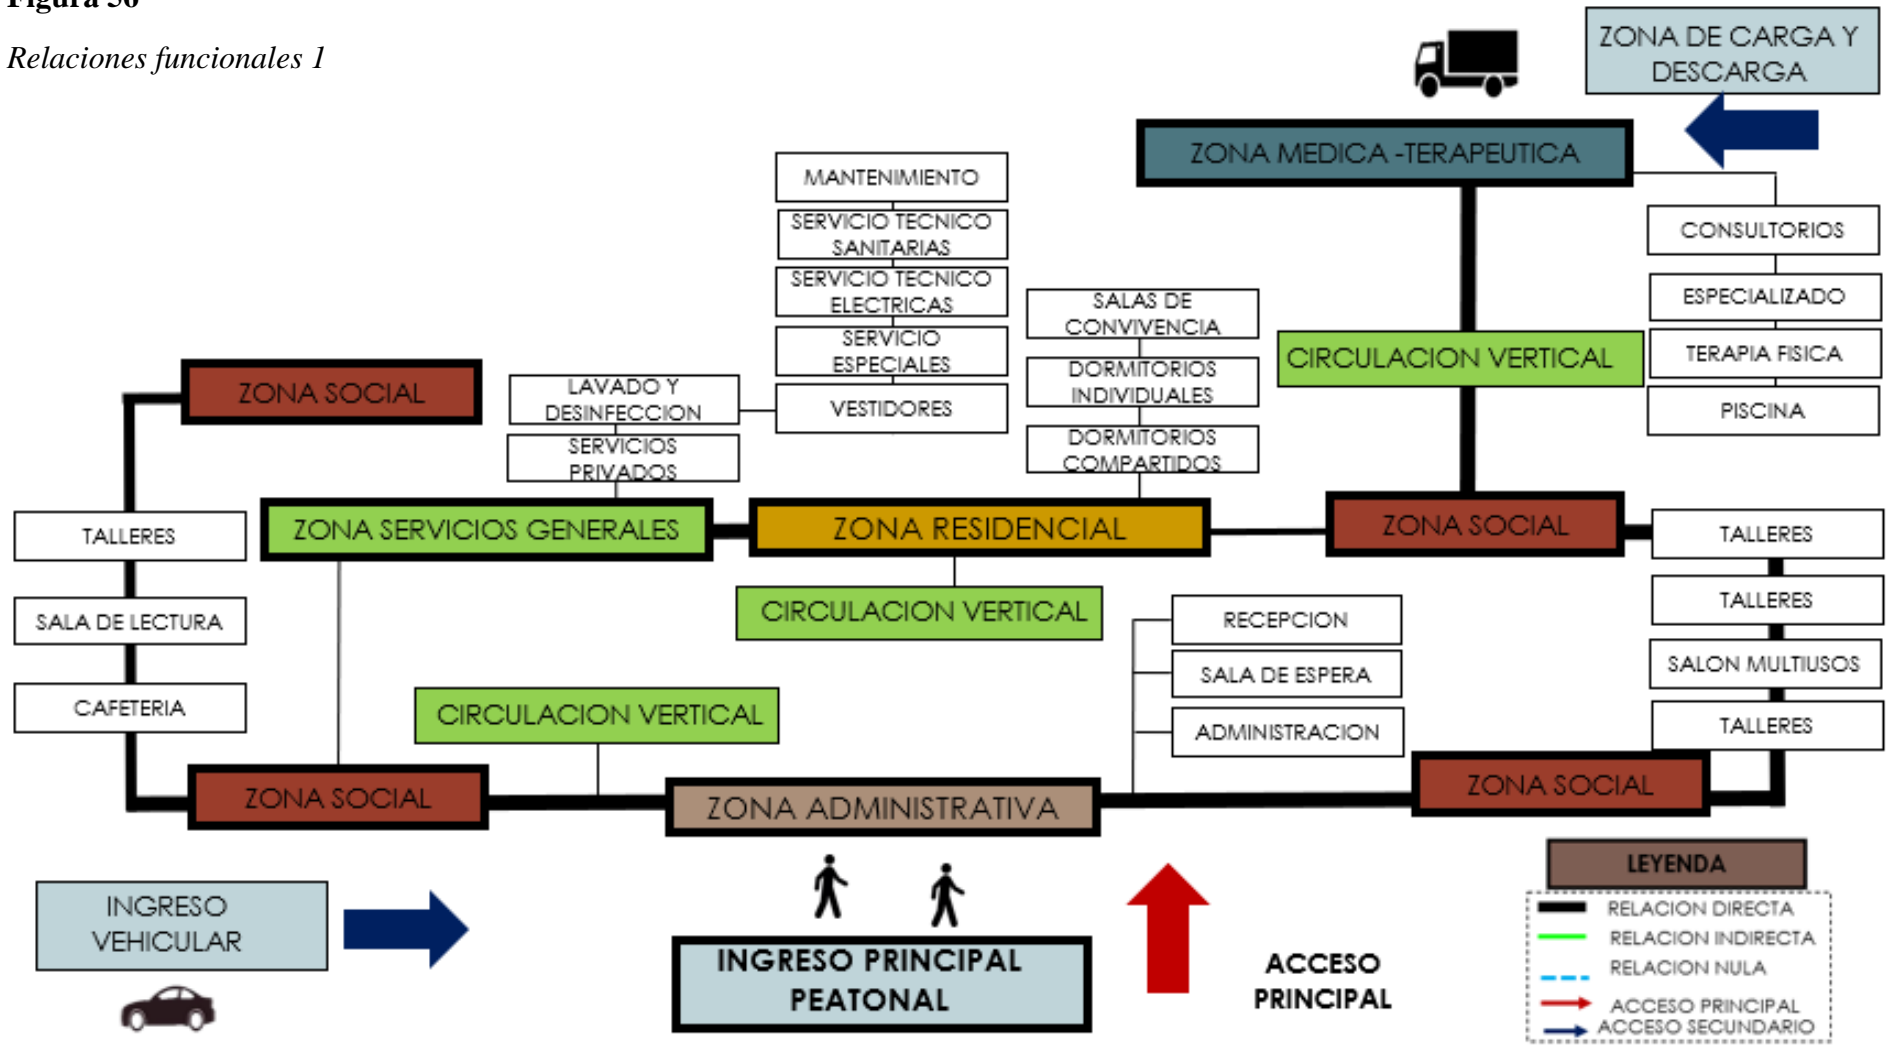 Figura 56
Relaciones funcionales 1
ZONA DE CARGA Y
DESCARGA
ZONA MEDICA -TERAPEUTICA
CONSULTORIOS
ESPECIALIZADO
TERAPIA FISICA
PISCINA
MANTENIMIENTO
SERVICIO TECNICO
SANITARIAS
SERVICIO TECNICO
ELECTRICAS
SERVICIO
ESPECIALES
VESTIDORES
LAVADO Y
DESINFECCION
SERVICIOS
PRIVADOS
SALAS DE
CONVIVENCIA
DORMITORIOS
INDIVIDUALES
DORMITORIOS
COMPARTIDOS
CIRCULACION VERTICAL
ZONA SOCIAL
ZONA SERVICIOS GENERALES
ZONA RESIDENCIAL
ZONA SOCIAL
TALLERES
SALA DE LECTURA
CAFETERIA
CIRCULACION VERTICAL
CIRCULACION VERTICAL
RECEPCION
SALA DE ESPERA
ADMINISTRACION
TALLERES
TALLERES
SALON MULTIUSOS
TALLERES
ZONA SOCIAL
ZONA ADMINISTRATIVA
ZONA SOCIAL
INGRESO
VEHICULAR
INGRESO PRINCIPAL
PEATONAL
ACCESO
PRINCIPAL
LEYENDA
RELACION DIRECTA
RELACION INDIRECTA
RELACION NULA
ACCESO PRINCIPAL
ACCESO SECUNDARIO